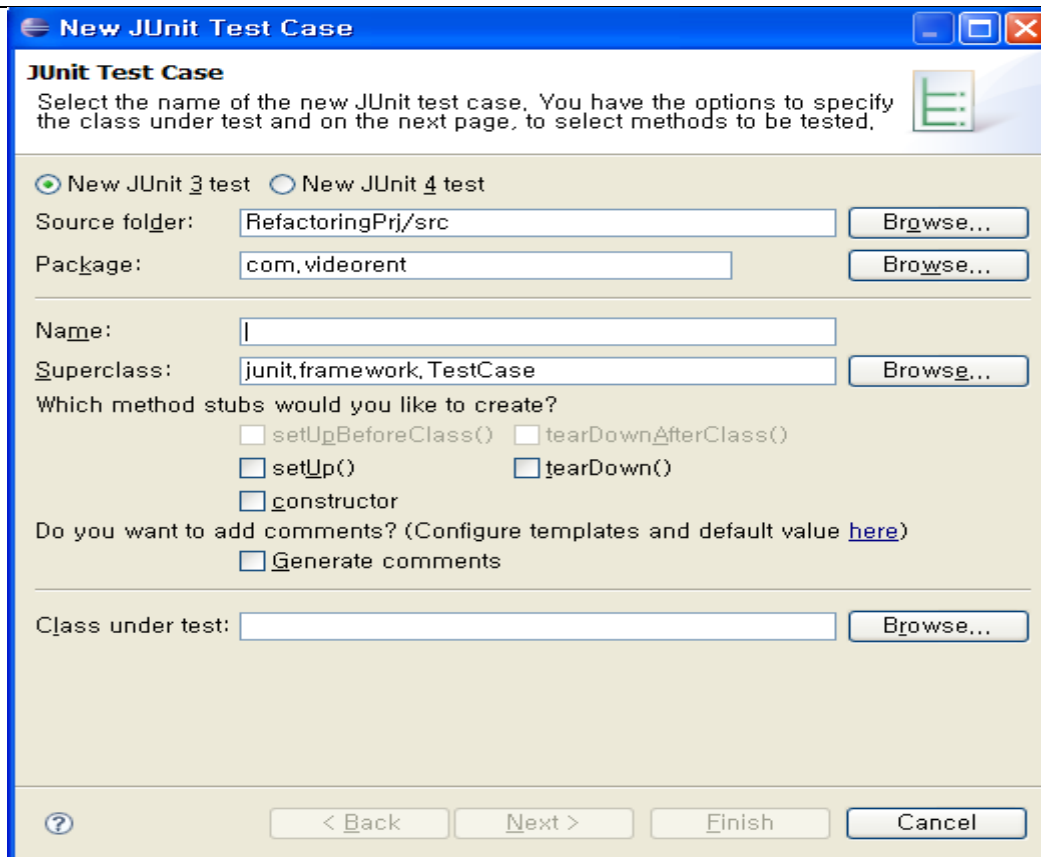 New JUnit Test Case
JUnit Test Case
Select the name of the new JUnit test case, You have the options to specify
the class under test and on the next page, to select methods to be tested,
New JUnit 3 test New JUnit 4 test
Source folder: RefactoringPrj/src Browse,,,
Package: com,videorent Browse,,,
Name:
Superclass: junit,framework,TestCase Browse,,,
Which method stubs would you like to create?
setUpBeforeClass() tearDownAfterClass()
setUp() tearDown()
constructor
Do you want to add comments? (Configure templates and default value here)
Generate comments
Class under test: Browse,,,
? < Back Next > Finish Cancel